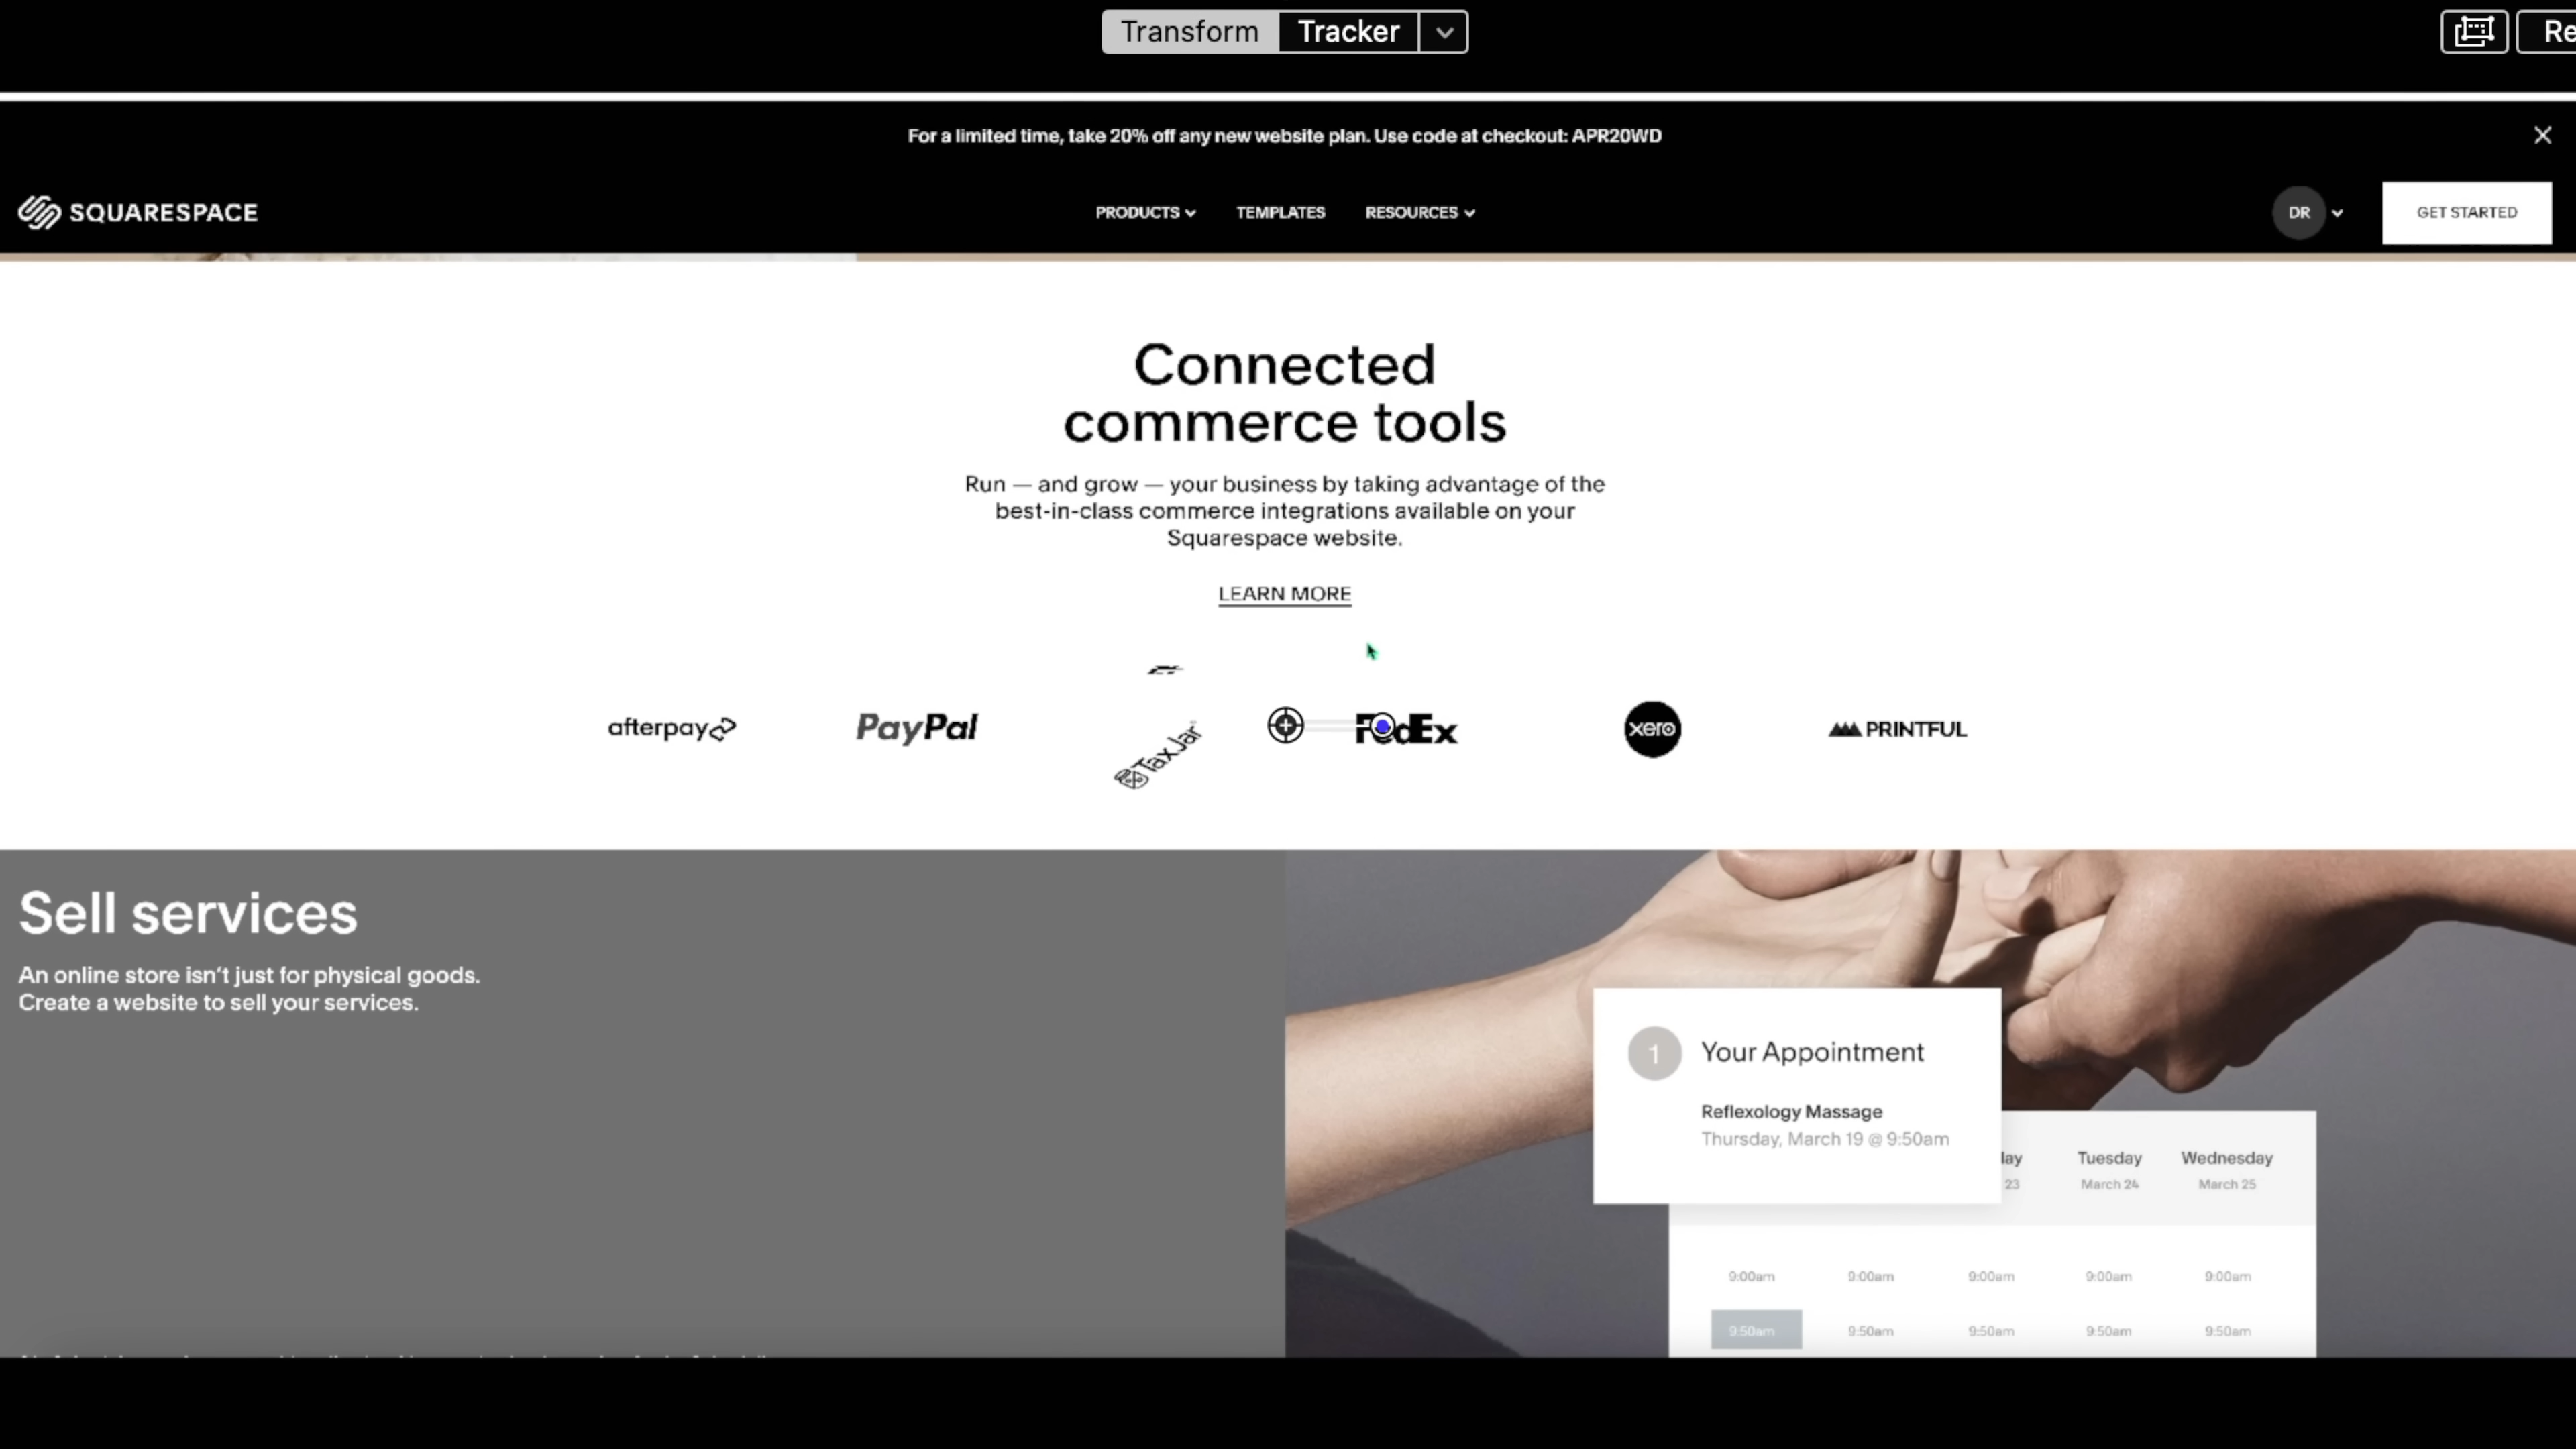 Transform Tracker
For a limited time, take 20% off any new website plan. Use code at checkout: APR20WD
SQUARESPACE PRODUCTS TEMPLATES RESOURCES DR GET STARTED
Connected
commerce tools
Run — and grow — your business by taking advantage of the
best-in-class commerce integrations available on your
Squarespace website.
LEARN MORE
afterpay PayPal TaxJar FedEx xero PRINTFUL
Sell services
An online store isn't just for physical goods.
Create a website to sell your services.
1 Your Appointment
Reflexology Massage
Thursday, March 19 @ 9:50am
Tuesday Wednesday
23 March 24 March 25
9:00am 9:00am 9:00am 9:00am 9:00am
9:50am 9:50am 9:50am 9:50am 9:50am